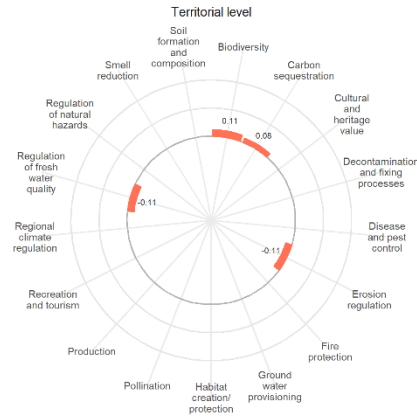 Territorial level
Soil
formation
and
composition
Biodiversity
Carbon
sequestration
Cultural
and
heritage
value
Decontamination
and fixing
processes
Disease
and pest
control
Erosion
regulation
Fire
protection
Ground
water
provisioning
Habitat
creation/
protection
Pollination
Production
Recreation
and tourism
Regional
climate
regulation
Regulation
of fresh
water
quality
Regulation
of natural
hazards
Smell
reduction
0.11
0.08
-0.11
-0.11